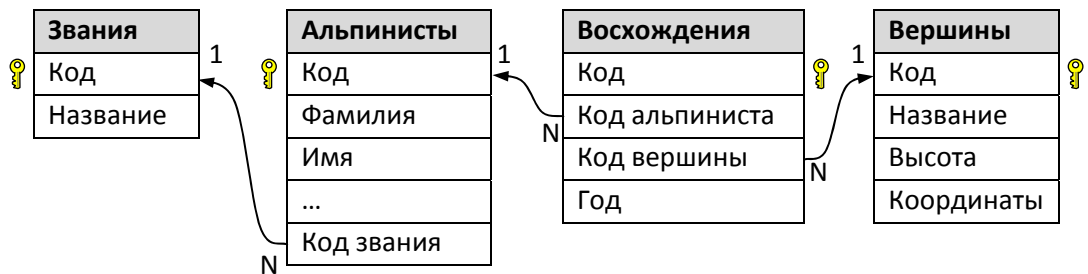 Звания
Код
Название
1
N
Альпинисты
Код
Фамилия
Имя
...
Код звания
1
N
Восхождения
Код
Код альпиниста
Код вершины
Год
1
N
Вершины
Код
Название
Высота
Координаты